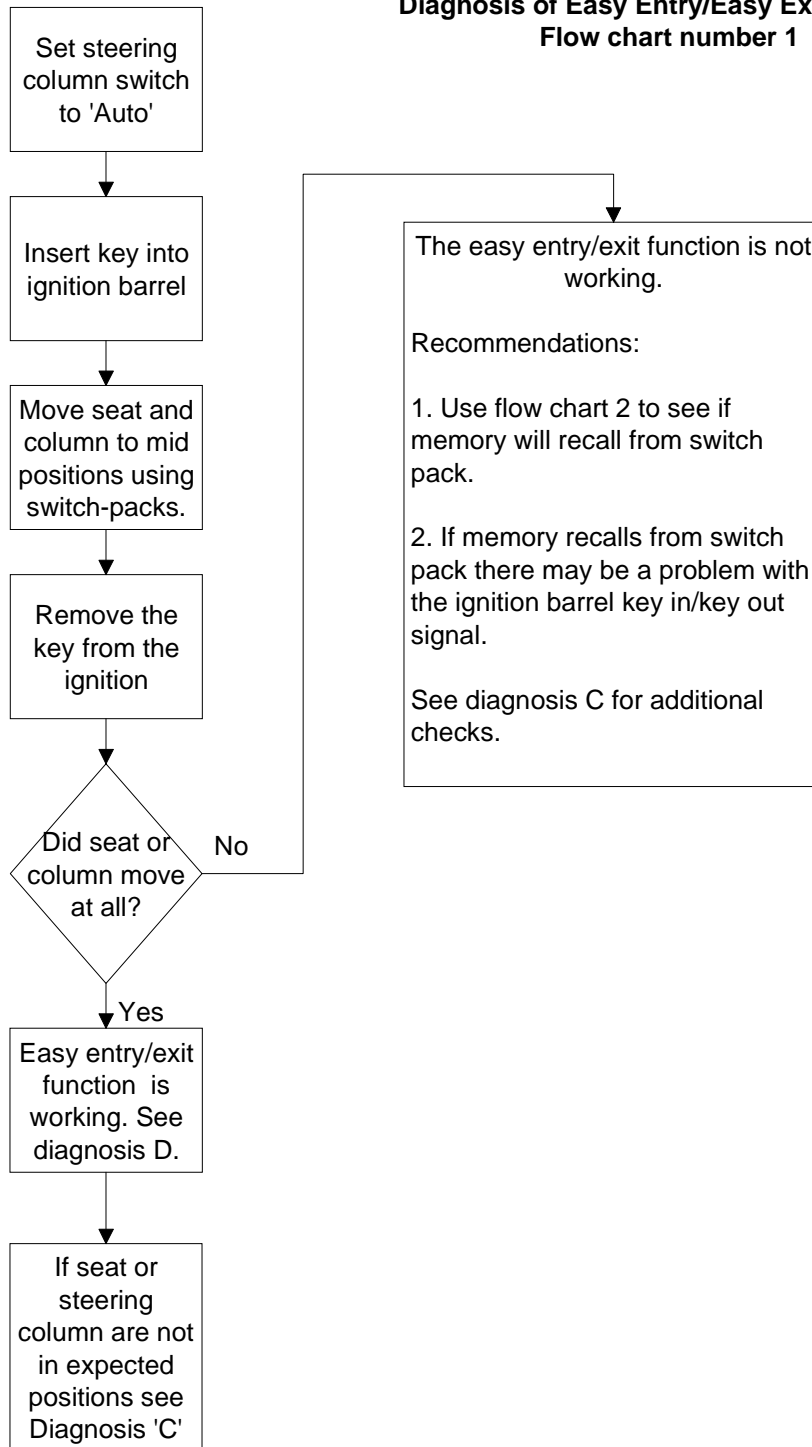 Diagnosis of Easy Entry/Easy Ex
Flow chart number 1
Set steering
column switch
to 'Auto'
Insert key into
ignition barrel
Move seat and
column to mid
positions using
switch-packs.
Remove the
key from the
ignition
Did seat or
column move
at all?
No
Yes
Easy entry/exit
function is
working. See
diagnosis D.
If seat or
steering
column are not
in expected
positions see
Diagnosis 'C'
The easy entry/exit function is not
working.
Recommendations:
1. Use flow chart 2 to see if
memory will recall from switch
pack.
2. If memory recalls from switch
pack there may be a problem with
the ignition barrel key in/key out
signal.
See diagnosis C for additional
checks.